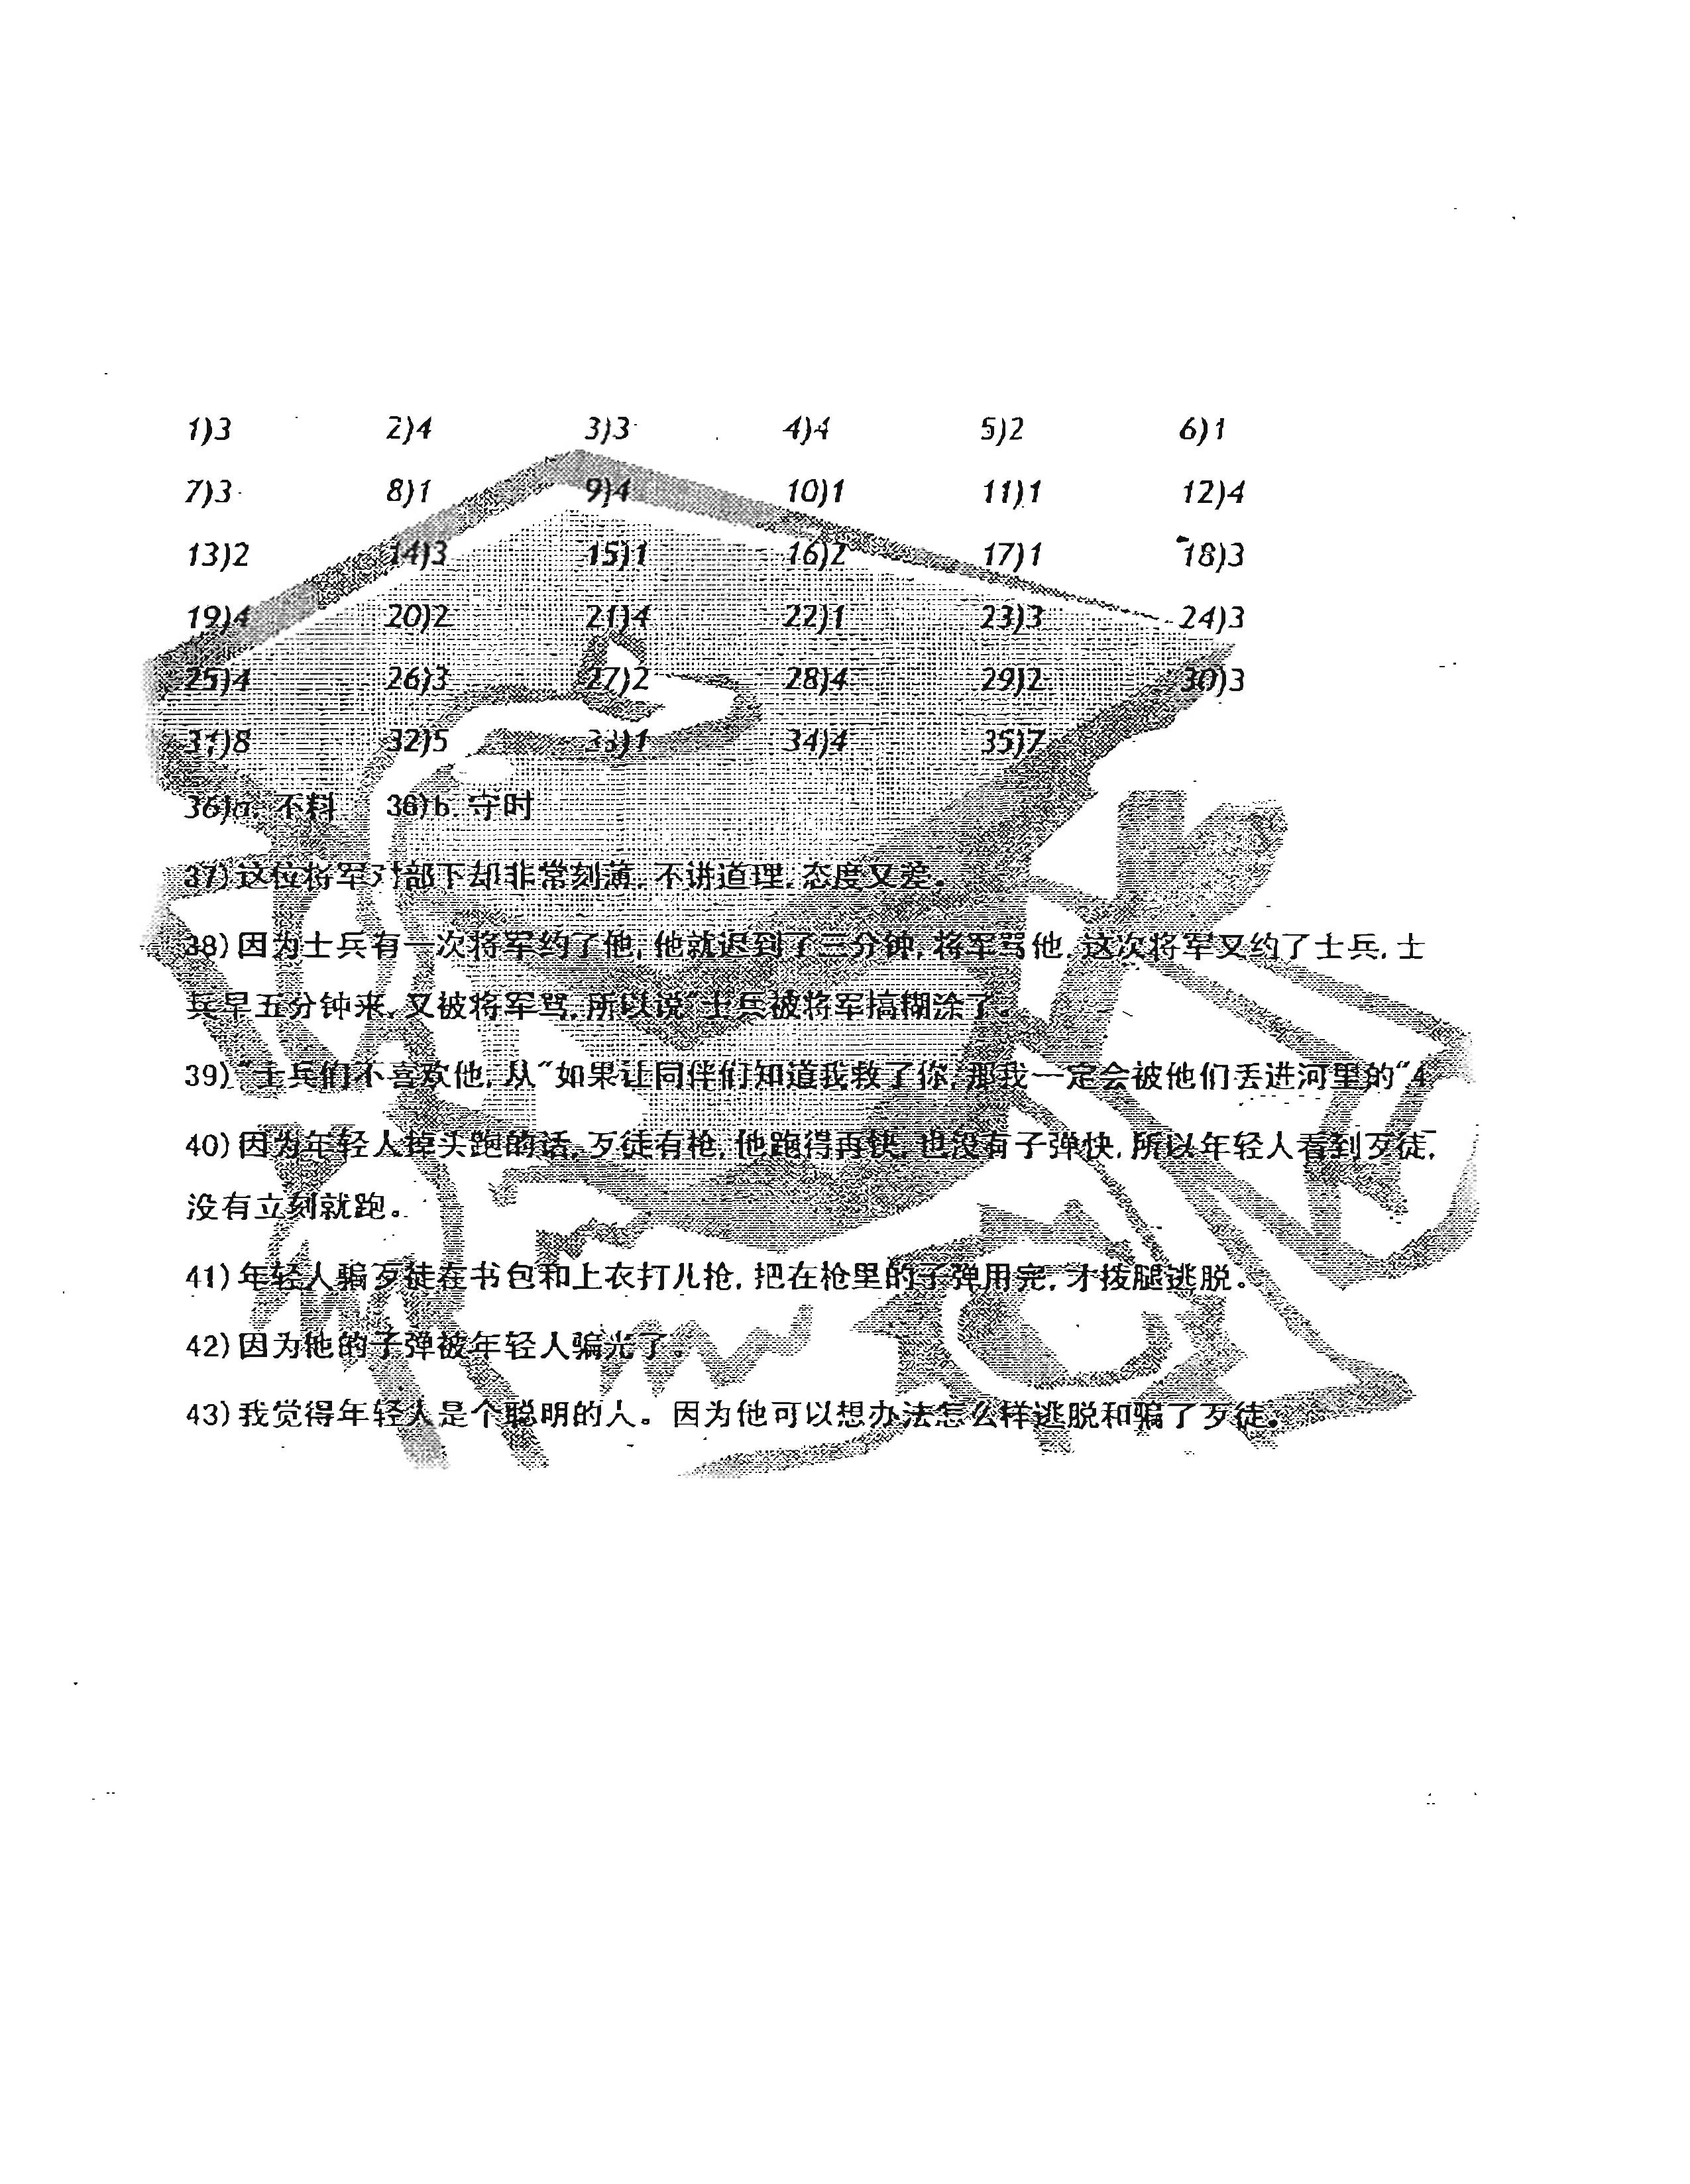 1)3 2)4 3)3 4)4 5)2 6)1
7)3 8)1 9)4 10)1 11)1 12)4
13)2 14)3 15)1 16)2 17)1 18)3
19)4 20)2 21)4 22)1 23)3 24)3
25)4 26)3 27)2 28)4 29)2 30)3
31)8 32)5 33)1 34)4 35)7
36)a. 不料 36)b. 守时
37)这位将军对部下却非常刻薄,不讲道理,态度又差。
38)因为士兵有一次将军约了他,他就迟到了三分钟,将军骂他,这次将军又约了士兵,士
兵早五分钟来,又被将军骂,所以说"士兵被将军搞糊涂了。
39)"士兵们不喜欢他,从"如果让同伴们知道我救了你,那我一定会被他们丢进河里的"4
40)因为年轻人掉头跑的话,歹徒有枪,他跑得再快,也没有子弹快,所以年轻人看到歹徒,
没有立刻就跑。
41)年轻人骗歹徒在书包和上衣打几抢,把在枪里的子弹用完,才拨腿逃脱。
42)因为他的子弹被年轻人骗光了。
43)我觉得年轻人是个聪明的人。因为他可以想办法怎么样逃脱和骗了歹徒。